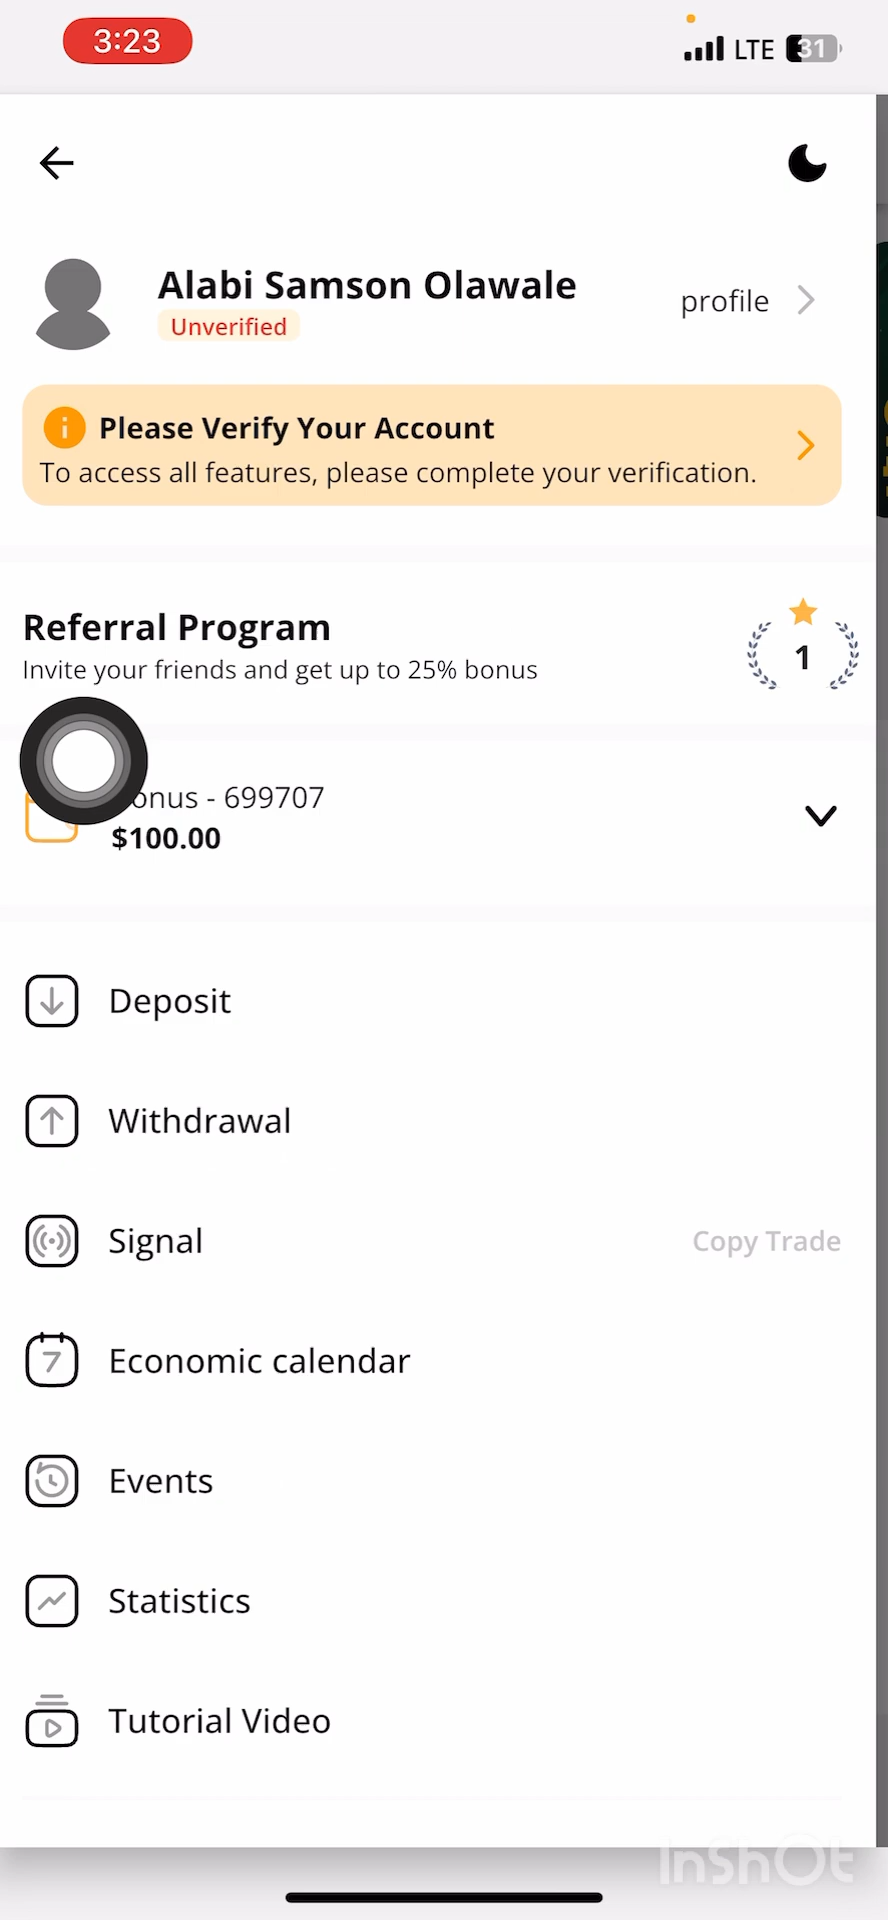 3:23
LTE 31
Alabi Samson Olawale
Unverified
profile
Please Verify Your Account
To access all features, please complete your verification.
Referral Program
Invite your friends and get up to 25% bonus
1
onus - 699707
$100.00
Deposit
Withdrawal
Signal
Copy Trade
7
Economic calendar
Events
Statistics
Tutorial Video
InShOt